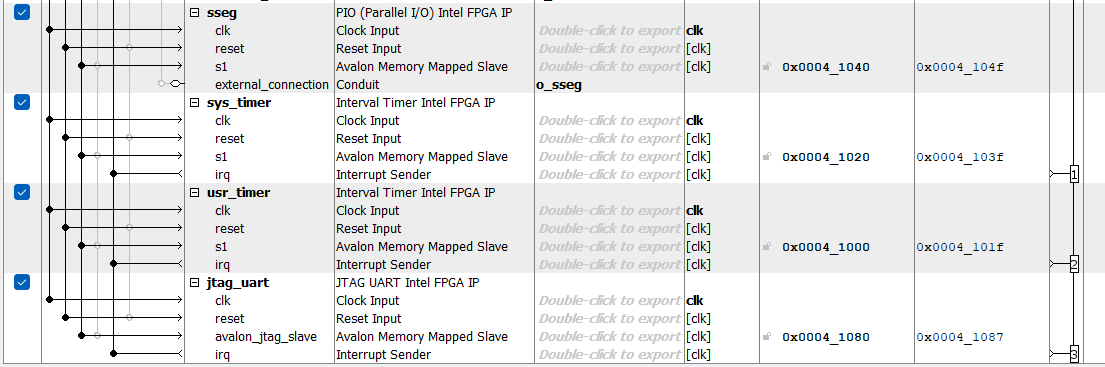 sseg PIO (Parallel I/O) Intel FPGA IP
clk Clock Input Double-click to export clk
reset Reset Input Double-click to export [clk]
s1 Avalon Memory Mapped Slave Double-click to export [clk] 0x0004_1040 0x0004_104f
external_connection Conduit o_sseg
sys_timer Interval Timer Intel FPGA IP
clk Clock Input Double-click to export clk
reset Reset Input Double-click to export [clk]
s1 Avalon Memory Mapped Slave Double-click to export [clk] 0x0004_1020 0x0004_103f
irq Interrupt Sender Double-click to export [clk] 1
usr_timer Interval Timer Intel FPGA IP
clk Clock Input Double-click to export clk
reset Reset Input Double-click to export [clk]
s1 Avalon Memory Mapped Slave Double-click to export [clk] 0x0004_1000 0x0004_101f
irq Interrupt Sender Double-click to export [clk] 2
jtag_uart JTAG UART Intel FPGA IP
clk Clock Input Double-click to export clk
reset Reset Input Double-click to export [clk]
avalon_jtag_slave Avalon Memory Mapped Slave Double-click to export [clk] 0x0004_1080 0x0004_1087
irq Interrupt Sender Double-click to export [clk] 3